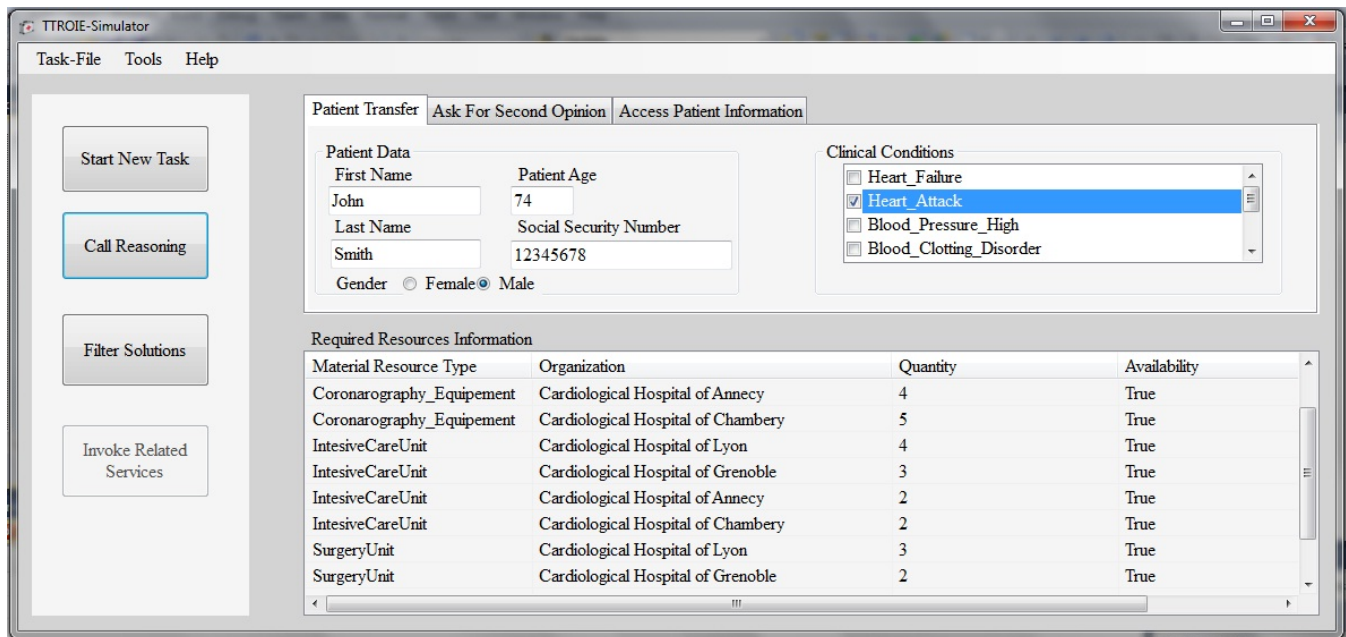 TTROIE-Simulator
Task-File Tools Help
Start New Task
Call Reasoning
Filter Solutions
Invoke Related
Services
Patient Transfer Ask For Second Opinion Access Patient Information
Patient Data
First Name Patient Age
John 74
Last Name Social Security Number
Smith 12345678
Gender Female Male
Clinical Conditions
Heart_Failure
Heart_Attack
Blood_Pressure_High
Blood_Clotting_Disorder
Required Resources Information
Material Resource Type Organization Quantity Availability
Coronarography_Equipement Cardiological Hospital of Annecy 4 True
Coronarography_Equipement Cardiological Hospital of Chambery 5 True
IntesiveCareUnit Cardiological Hospital of Lyon 4 True
IntesiveCareUnit Cardiological Hospital of Grenoble 3 True
IntesiveCareUnit Cardiological Hospital of Annecy 2 True
IntesiveCareUnit Cardiological Hospital of Chambery 2 True
SurgeryUnit Cardiological Hospital of Lyon 3 True
SurgeryUnit Cardiological Hospital of Grenoble 2 True